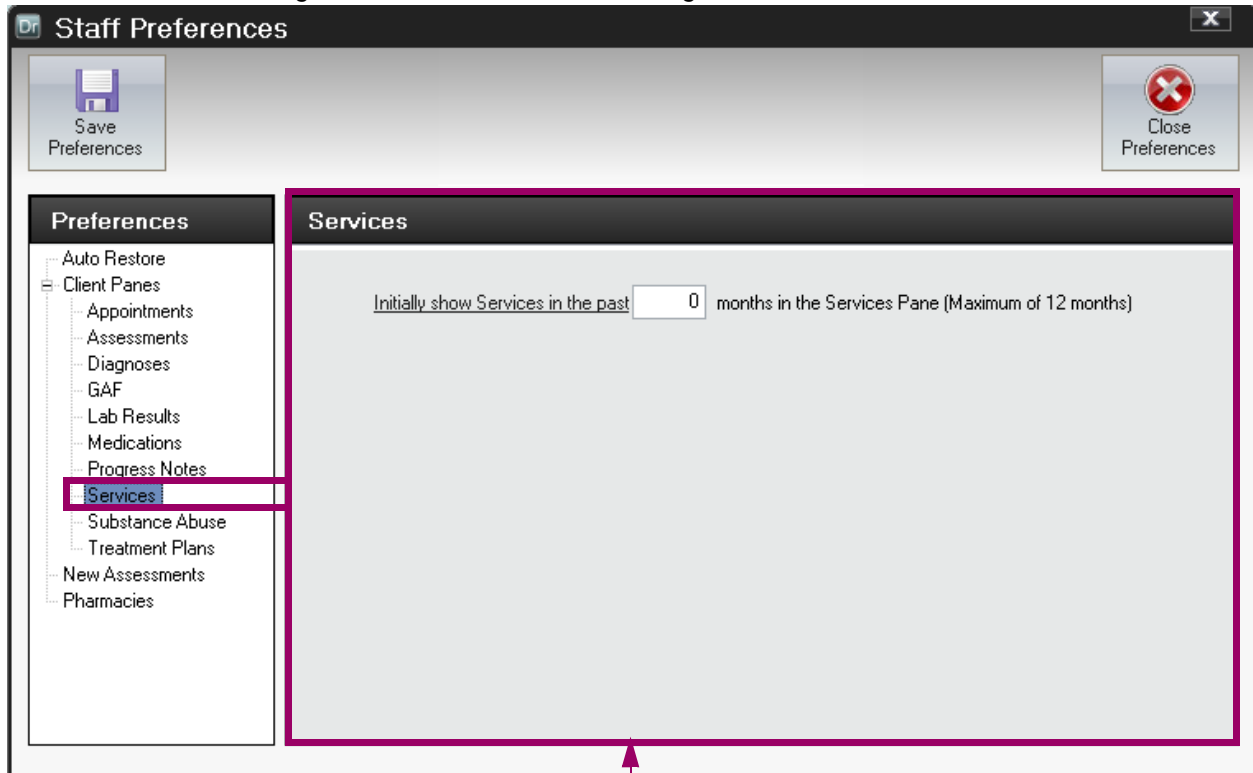 Dr Staff Preferences X
Save
Preferences
Close
Preferences
Preferences
Auto Restore
Client Panes
Appointments
Assessments
Diagnoses
GAF
Lab Results
Medications
Progress Notes
Services
Substance Abuse
Treatment Plans
New Assessments
Pharmacies
Services
Initially show Services in the past 0 months in the Services Pane (Maximum of 12 months)